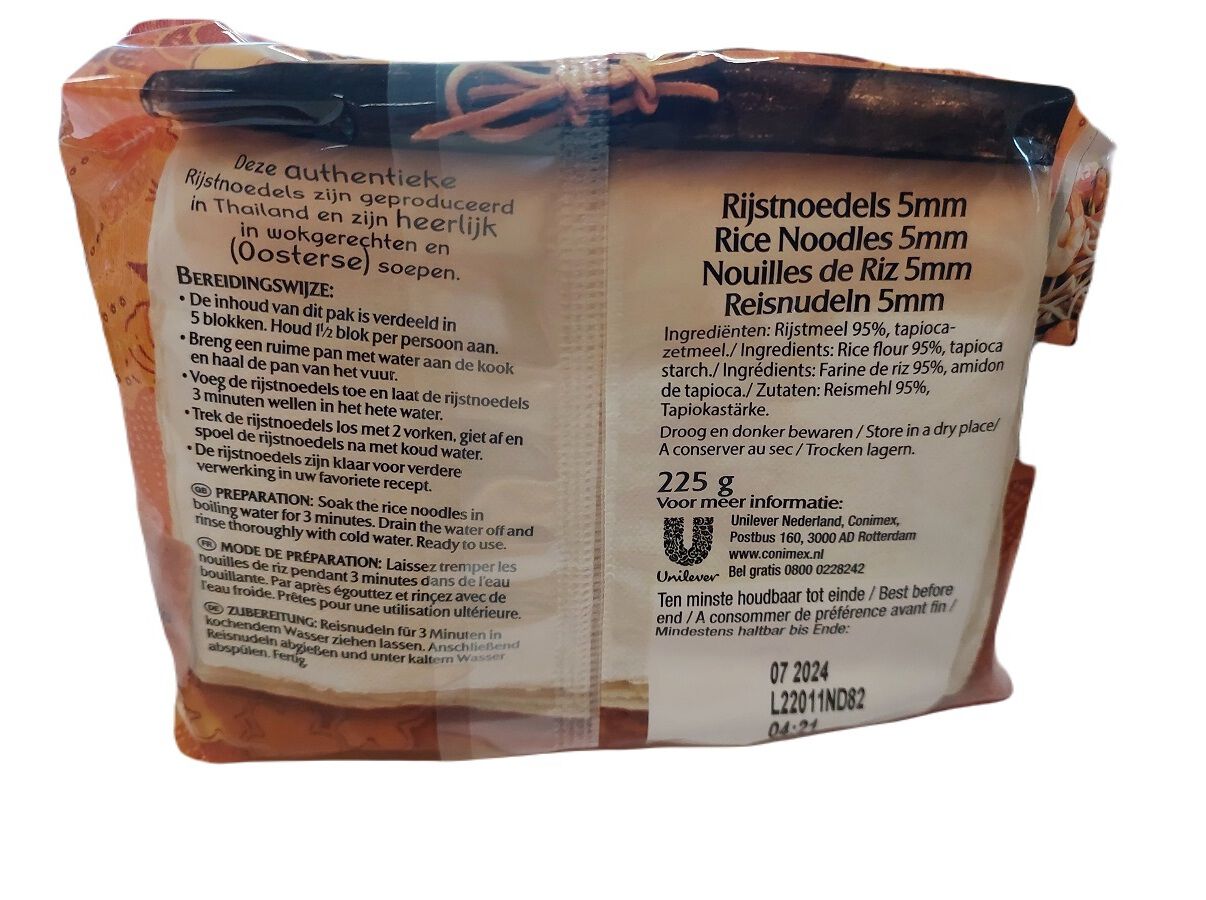 Deze authentieke
Rijstnoedels zijn geproduceerd
in Thailand en zijn heerlijk
in wokgerechten en
(Oosterse) soepen.
BEREIDINGSWIJZE:
• De inhoud van dit pak is verdeeld in
5 blokken. Houd 1½ blok per persoon aan.
• Breng een ruime pan met water aan de kook
en haal de pan van het vuur.
• Voeg de rijstnoedels toe en laat de rijstnoedels
3 minuten wellen in het hete water.
• Trek de rijstnoedels los met 2 vorken, giet af en
spoel de rijstnoedels na met koud water.
• De rijstnoedels zijn klaar voor verdere
verwerking in uw favoriete recept.
GB PREPARATION: Soak the rice noodles in
boiling water for 3 minutes. Drain the water off and
rinse thoroughly with cold water. Ready to use.
FR MODE DE PRÉPARATION: Laissez tremper les
nouilles de riz pendant 3 minutes dans de l'eau
bouillante. Par après égouttez et rinçez avec de
l'eau froide. Prêtes pour une utilisation ultérieure.
DE ZUBEREITUNG: Reisnudeln für 3 Minuten in
kochendem Wasser ziehen lassen. Anschließend
Reisnudeln abgießen und unter kaltem Wasser
abspülen. Fertig.
Rijstnoedels 5mm
Rice Noodles 5mm
Nouilles de Riz 5mm
Reisnudeln 5mm
Ingrediënten: Rijstmeel 95%, tapioca-
zetmeel./ Ingredients: Rice flour 95%, tapioca
starch./ Ingrédients: Farine de riz 95%, amidon
de tapioca./ Zutaten: Reismehl 95%,
Tapiokastärke.
Droog en donker bewaren / Store in a dry place/
A conserver au sec / Trocken lagern.
225 g
Voor meer informatie:
Unilever Nederland, Conimex,
Postbus 160, 3000 AD Rotterdam
www.conimex.nl
Bel gratis 0800 0228242
Unilever
Ten minste houdbaar tot einde / Best before
end / A consommer de préférence avant fin /
Mindestens haltbar bis Ende:
07 2024
L22011ND82
04:21